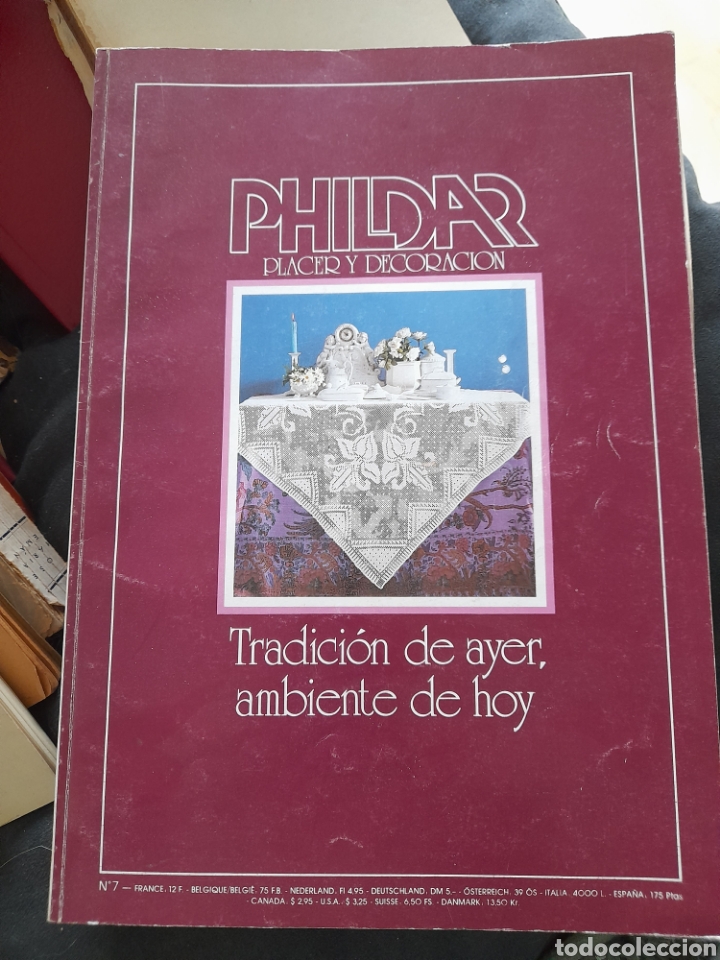 PHILDAR
PLACER Y DECORACION
Tradición de ayer,
ambiente de hoy
N°7 — FRANCE. 12 F. - BELGIQUE/BELGIË. 75 F.B. - NEDERLAND. Fl 4.95 - DEUTSCHLAND. DM 5.- - ÖSTERREICH. 39 ÖS - ITALIA. 4000 L. - ESPAÑA. 175 Ptas
- CANADA. $ 2.95 - U.S.A. - $ 3.25 - SUISSE. 6,50 FS. - DANMARK. 13.50 Kr.
todocoleccion